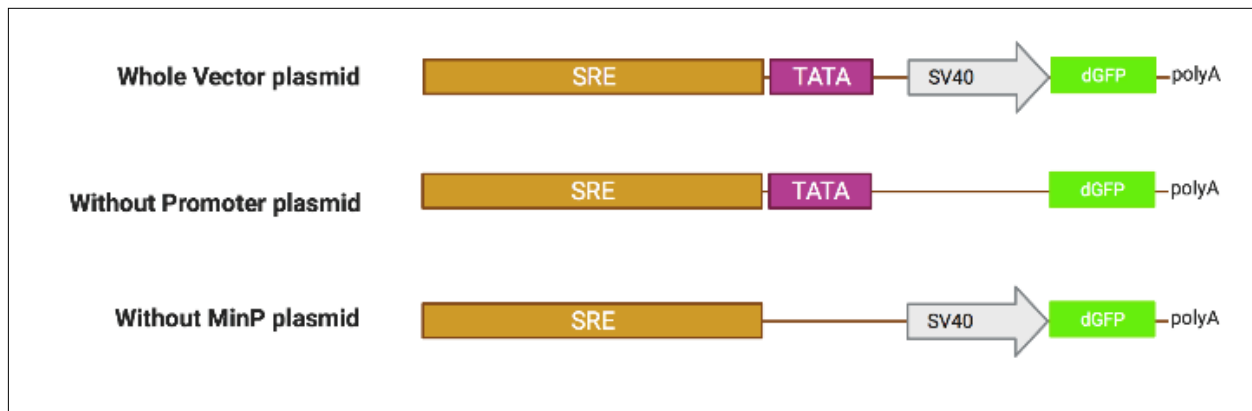 Whole Vector plasmid SRE TATA SV40 dGFP polyA
Without Promoter plasmid SRE TATA dGFP polyA
Without MinP plasmid SRE SV40 dGFP polyA